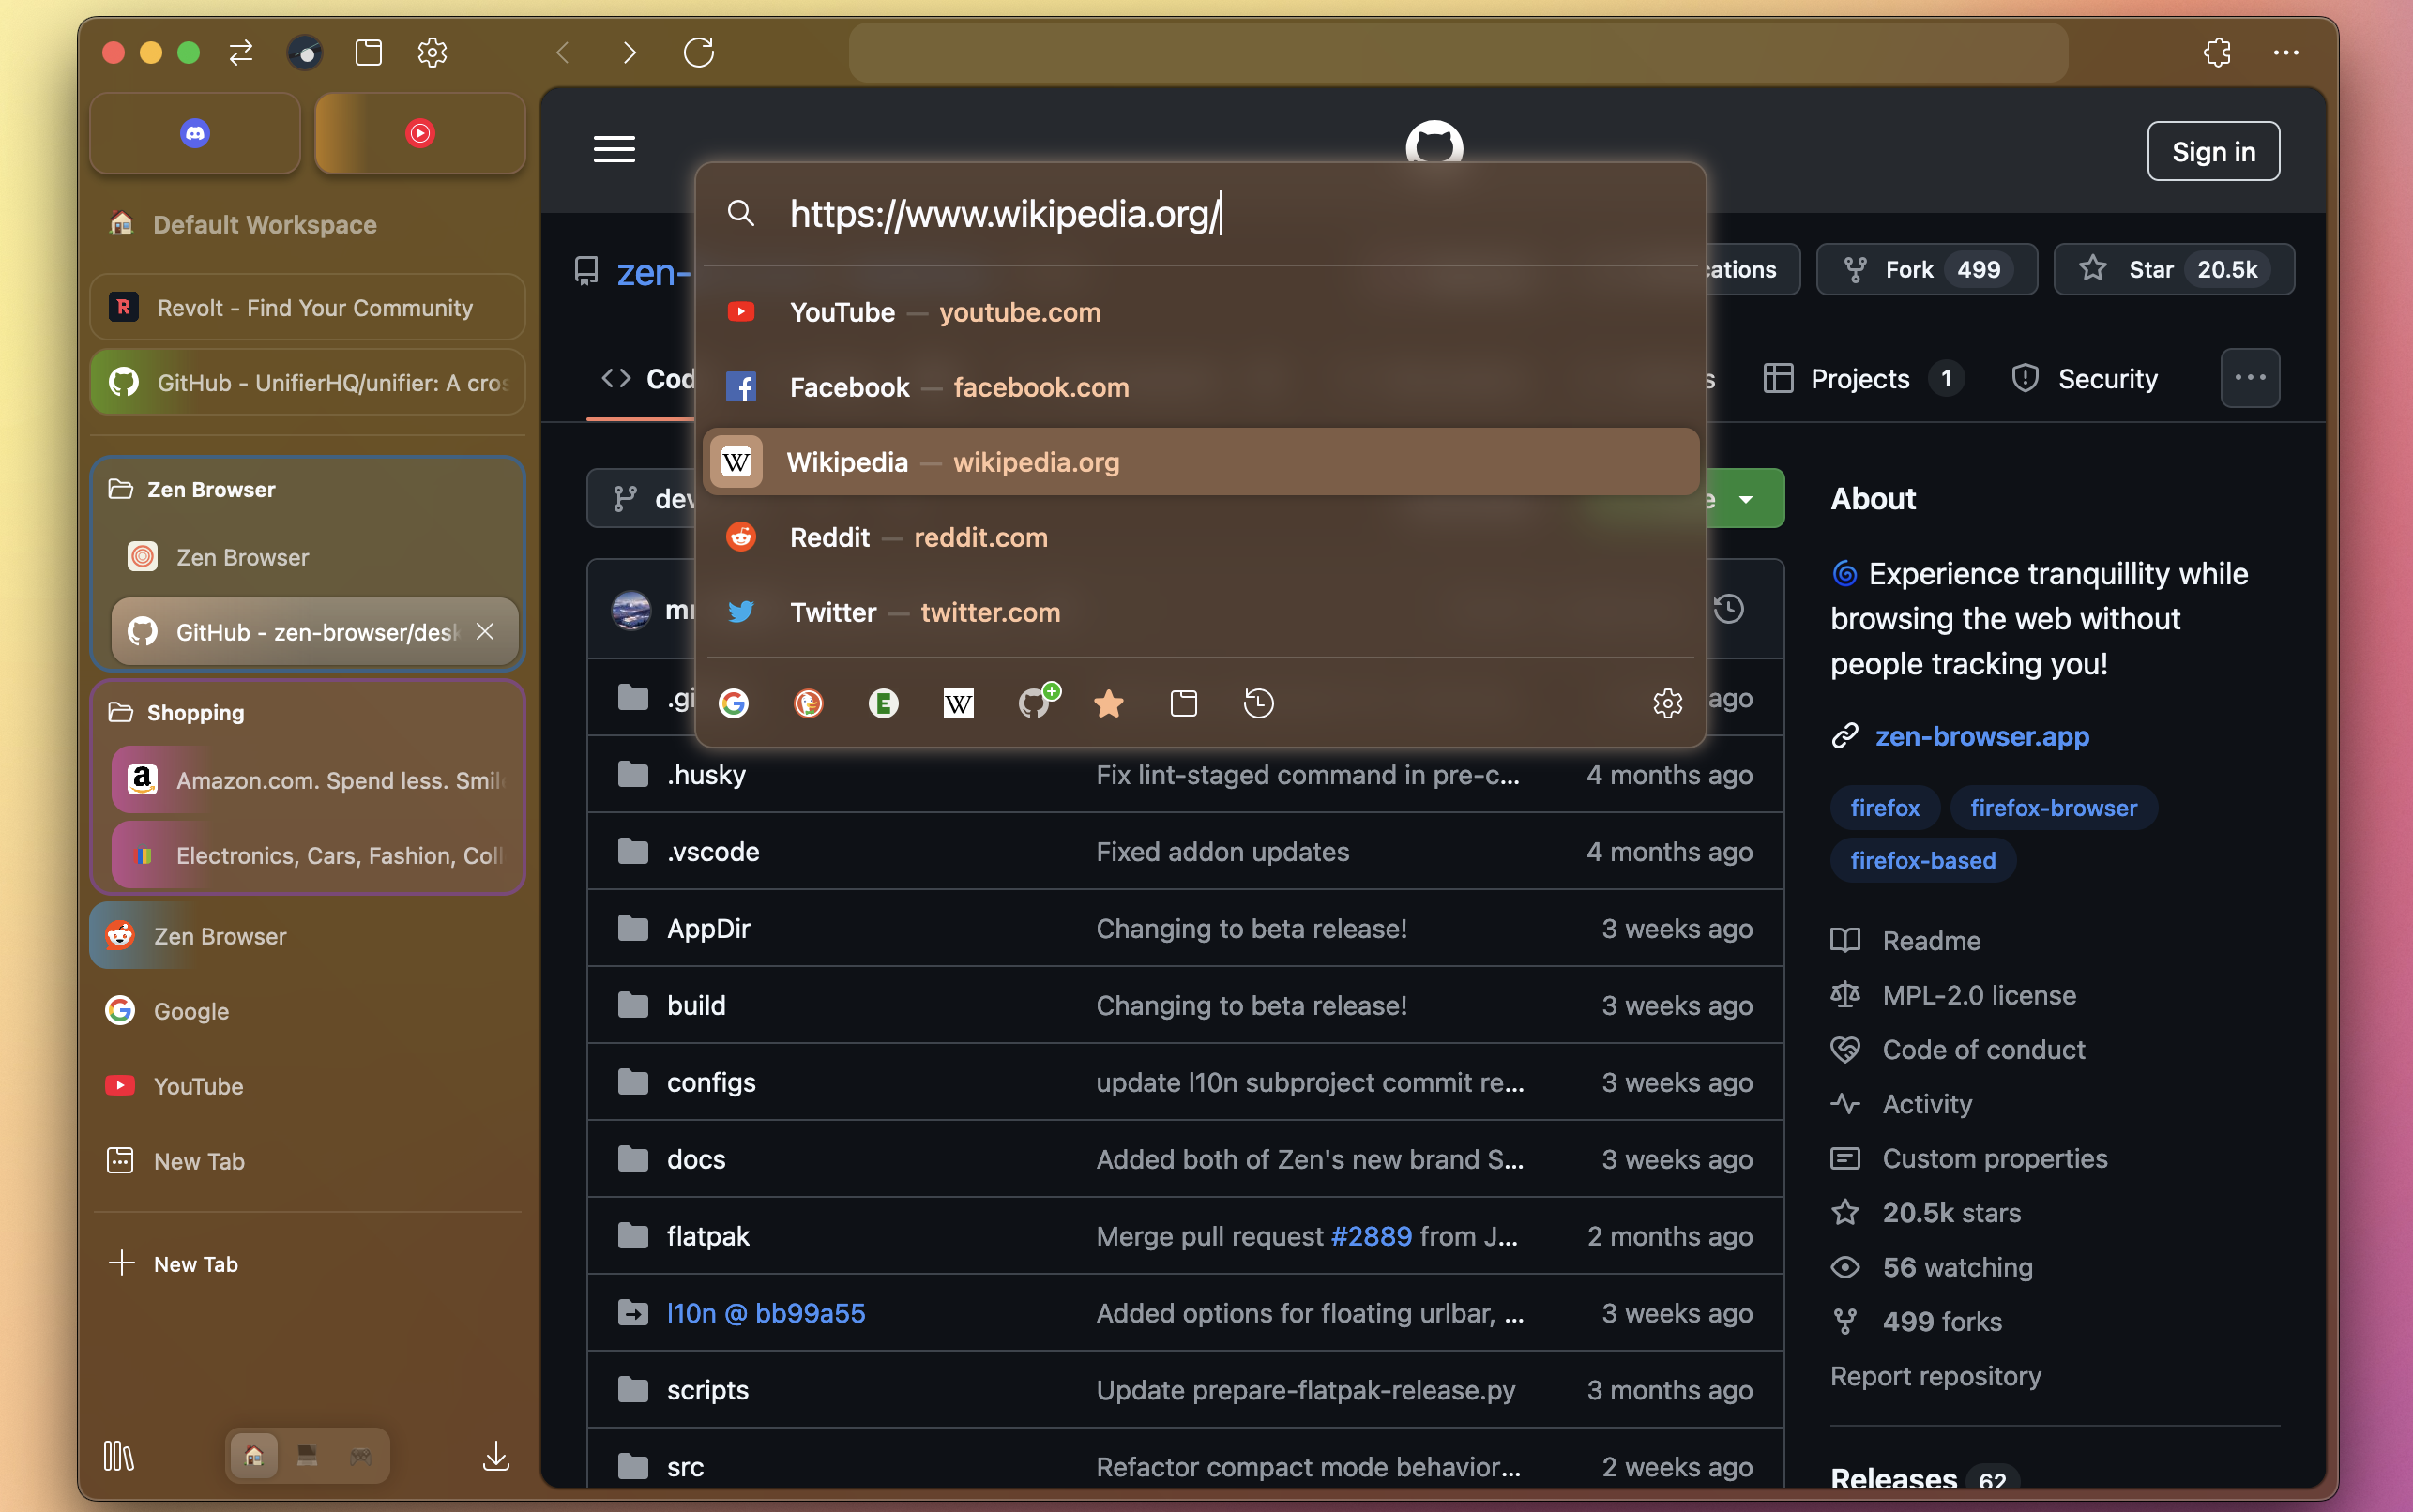 Default Workspace
Revolt - Find Your Community
GitHub - UnifierHQ/unifier: A cros
Zen Browser
Zen Browser
GitHub - zen-browser/desk
Shopping
Amazon.com. Spend less. Smil
Electronics, Cars, Fashion, Coll
Zen Browser
Google
YouTube
New Tab
New Tab
Sign in
https://www.wikipedia.org/
YouTube — youtube.com
Facebook — facebook.com
Wikipedia — wikipedia.org
Reddit — reddit.com
Twitter — twitter.com
zen-
cations
Fork 499
Star 20.5k
Cod
s
Projects 1
Security
dev
e
mr
.gi
ago
.husky Fix lint-staged command in pre-c... 4 months ago
.vscode Fixed addon updates 4 months ago
AppDir Changing to beta release! 3 weeks ago
build Changing to beta release! 3 weeks ago
configs update l10n subproject commit re... 3 weeks ago
docs Added both of Zen's new brand S... 3 weeks ago
flatpak Merge pull request #2889 from J... 2 months ago
l10n @ bb99a55 Added options for floating urlbar, ... 3 weeks ago
scripts Update prepare-flatpak-release.py 3 months ago
src Refactor compact mode behavior... 2 weeks ago
About
Experience tranquillity while
browsing the web without
people tracking you!
zen-browser.app
firefox firefox-browser
firefox-based
Readme
MPL-2.0 license
Code of conduct
Activity
Custom properties
20.5k stars
56 watching
499 forks
Report repository
Releases 62